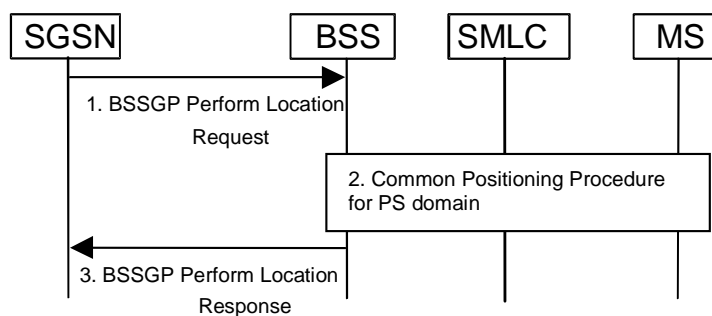 SGSN BSS SMLC MS
1. BSSGP Perform Location
Request
2. Common Positioning Procedure
for PS domain
3. BSSGP Perform Location
Response